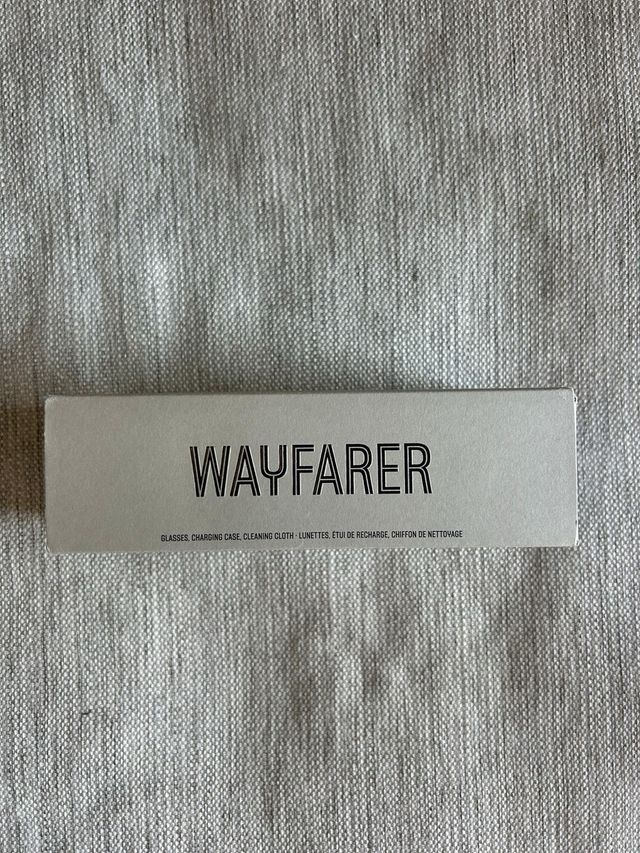 WAYFARER
GLASSES, CHARGING CASE, CLEANING CLOTH · LUNETTES, ÉTUI DE RECHARGE, CHIFFON DE NETTOYAGE